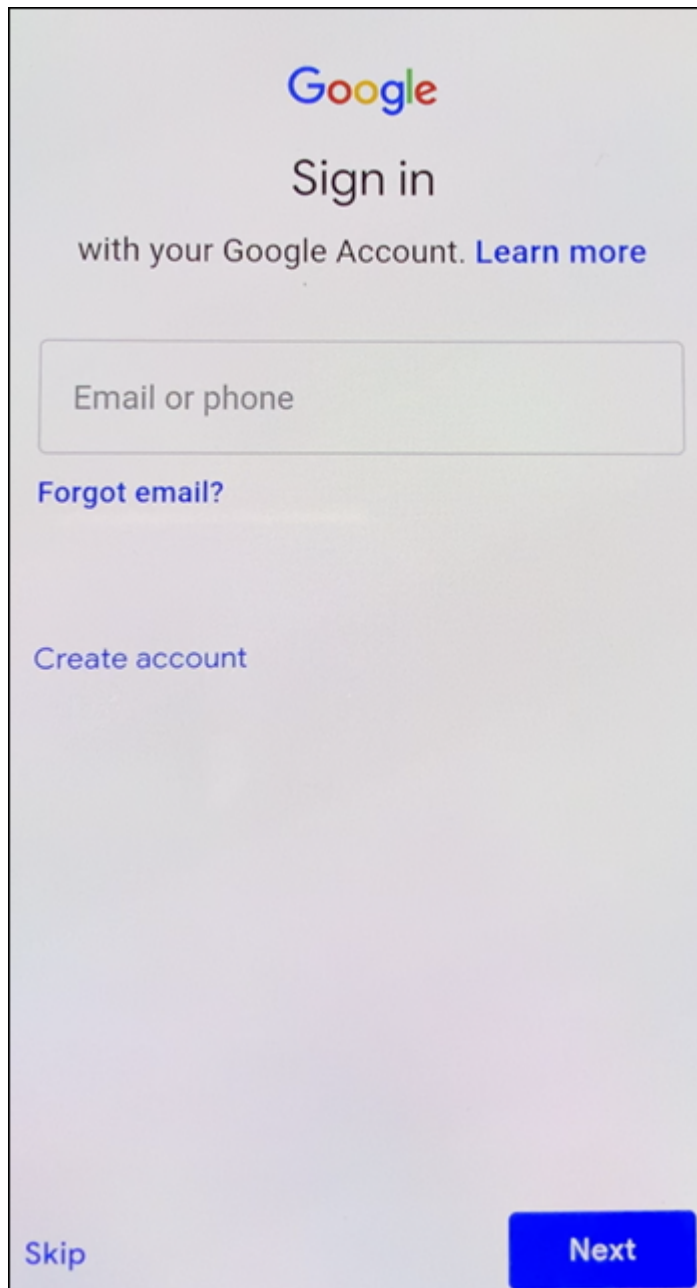 Google
Sign in
with your Google Account. Learn more
Email or phone
Forgot email?
Create account
Skip
Next